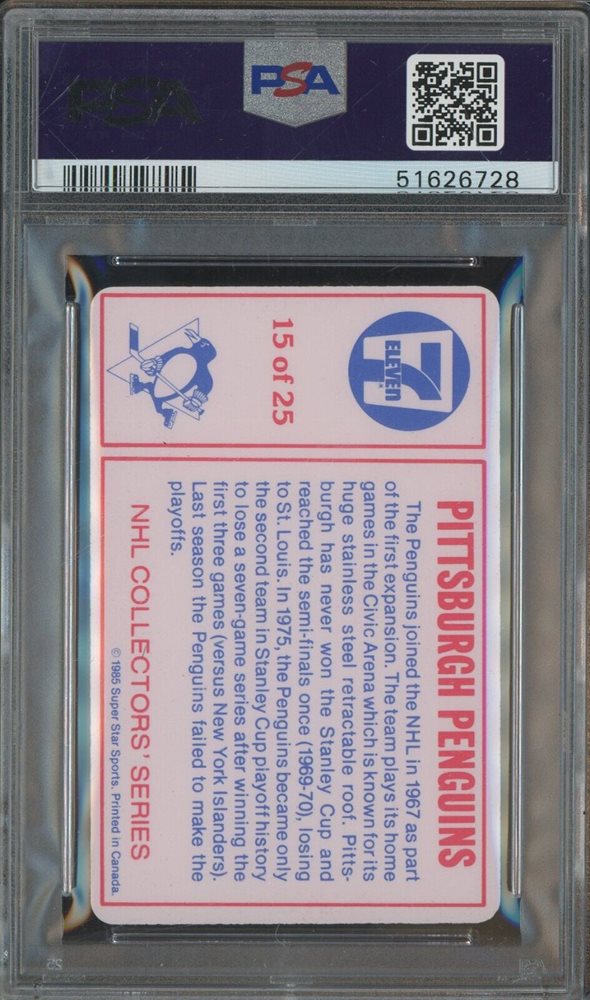 PSA
PSA
51626728
7
ELEVEN
15 of 25
PITTSBURGH PENGUINS
The Penguins joined the NHL in 1967 as part
of the first expansion. The team plays its home
games in the Civic Arena which is known for its
huge stainless steel retractable roof. Pitts-
burgh has never won the Stanley Cup and
reached the semi-finals once (1969-70), losing
to St. Louis. In 1975, the Penguins became only
the second team in Stanley Cup playoff history
to lose a seven-game series after winning the
first three games (versus New York Islanders).
Last season the Penguins failed to make the
playoffs.
NHL COLLECTORS' SERIES
© 1985 Super Star Sports. Printed in Canada.